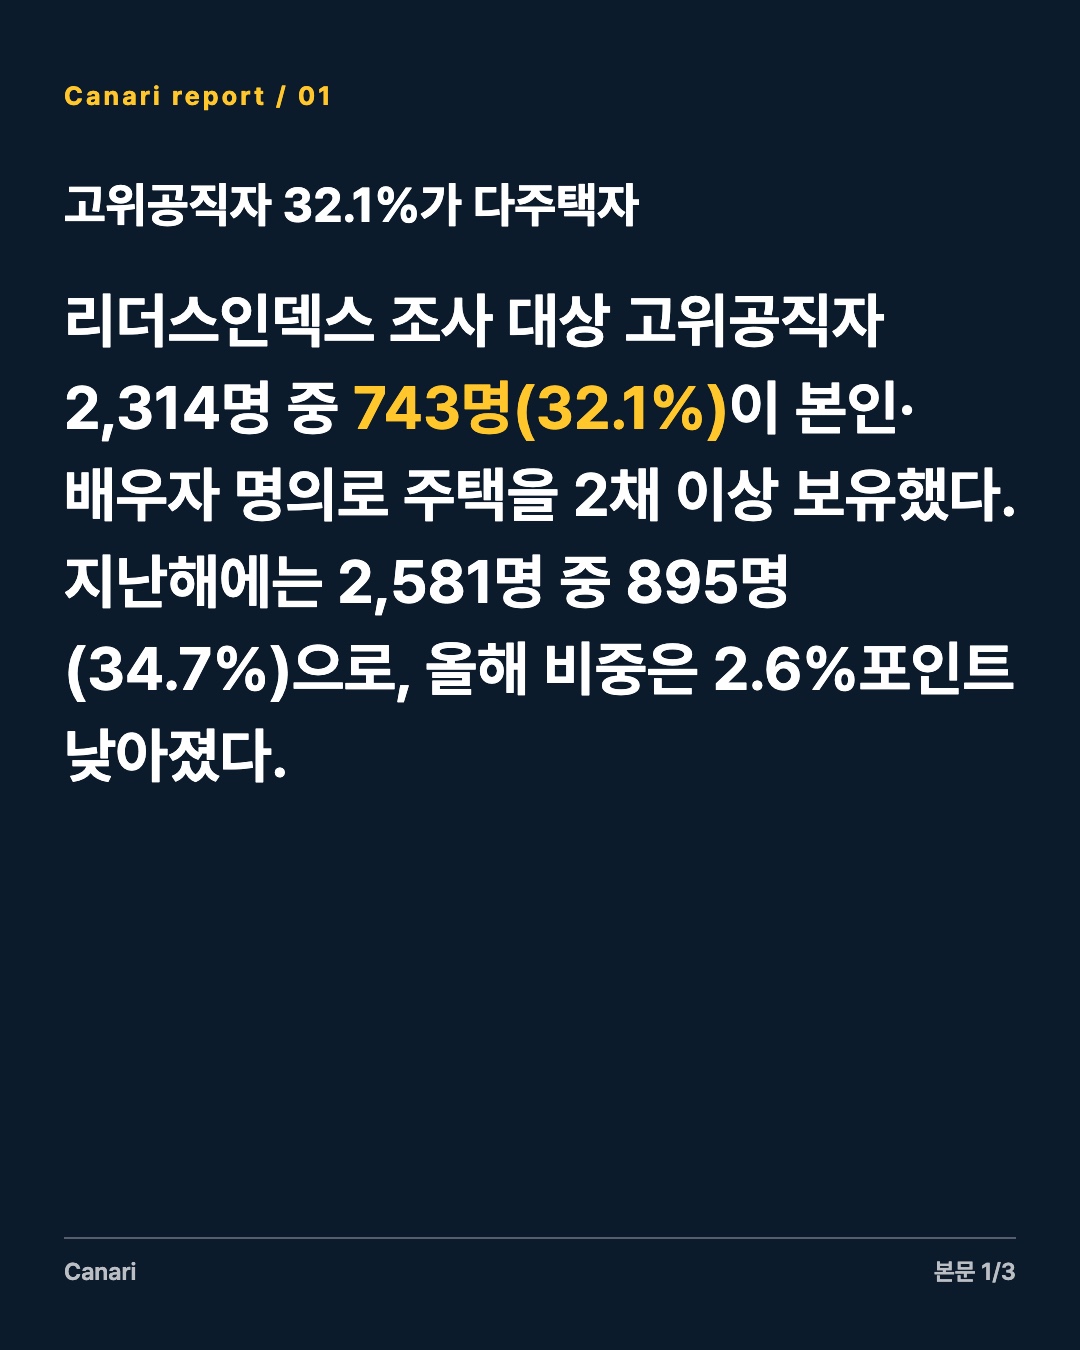 Canari report / 01
고위공직자 32.1%가 다주택자
리더스인덱스 조사 대상 고위공직자
2,314명 중 743명(32.1%)이 본인·
배우자 명의로 주택을 2채 이상 보유했다.
지난해에는 2,581명 중 895명
(34.7%)으로, 올해 비중은 2.6%포인트
낮아졌다.
Canari
본문 1/3